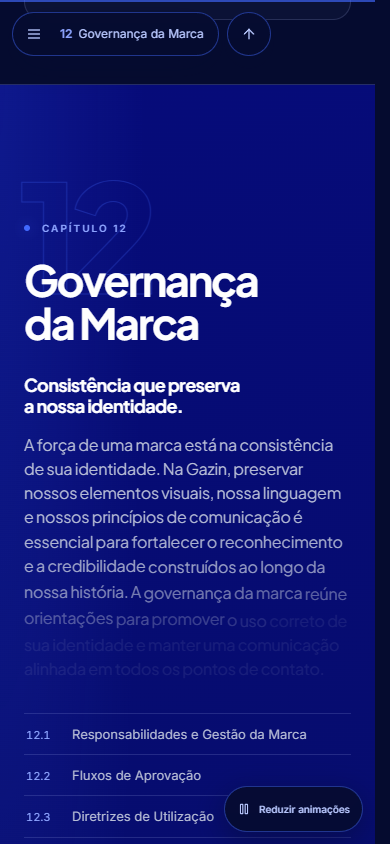 12 Governança da Marca
12
CAPÍTULO 12
Governança
da Marca
Consistência que preserva
a nossa identidade.
A força de uma marca está na consistência
de sua identidade. Na Gazin, preservar
nossos elementos visuais, nossa linguagem
e nossos princípios de comunicação é
essencial para fortalecer o reconhecimento
e a credibilidade construídos ao longo da
nossa história. A governança da marca reúne
orientações para promover o uso correto de
sua identidade e manter uma comunicação
alinhada em todos os pontos de contato.
12.1 Responsabilidades e Gestão da Marca
12.2 Fluxos de Aprovação
12.3 Diretrizes de Utilização
Reduzir animações